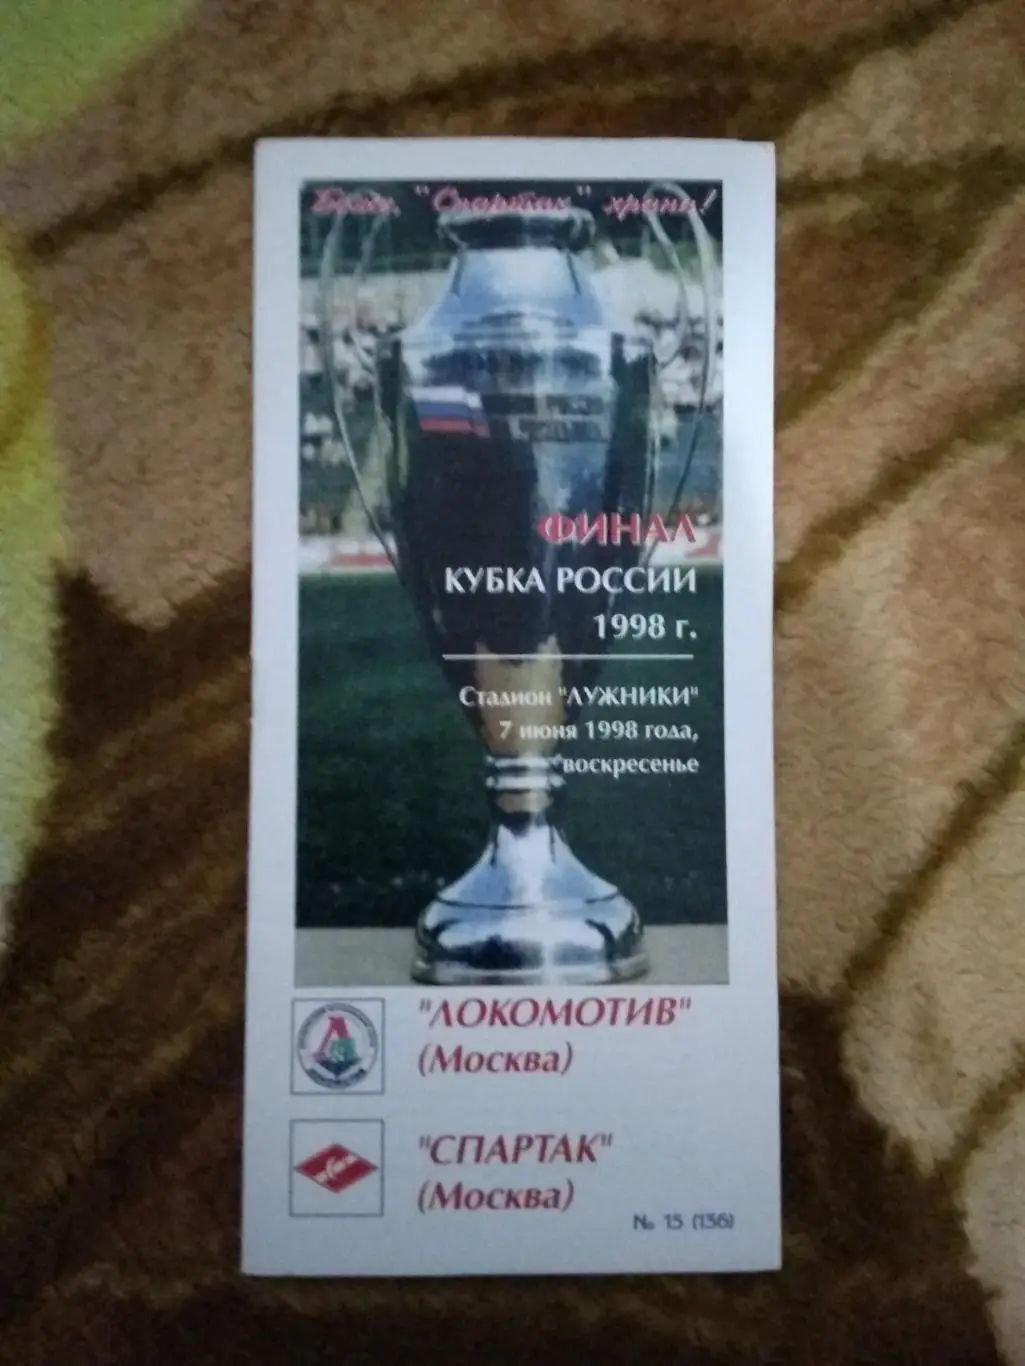 Боже, "Спартак" храни!
ФИНАЛ
КУБКА РОССИИ
1998 г.
Стадион "ЛУЖНИКИ"
7 июня 1998 года,
воскресенье
"ЛОКОМОТИВ"
(Москва)
"СПАРТАК"
(Москва)
№ 15 (136)